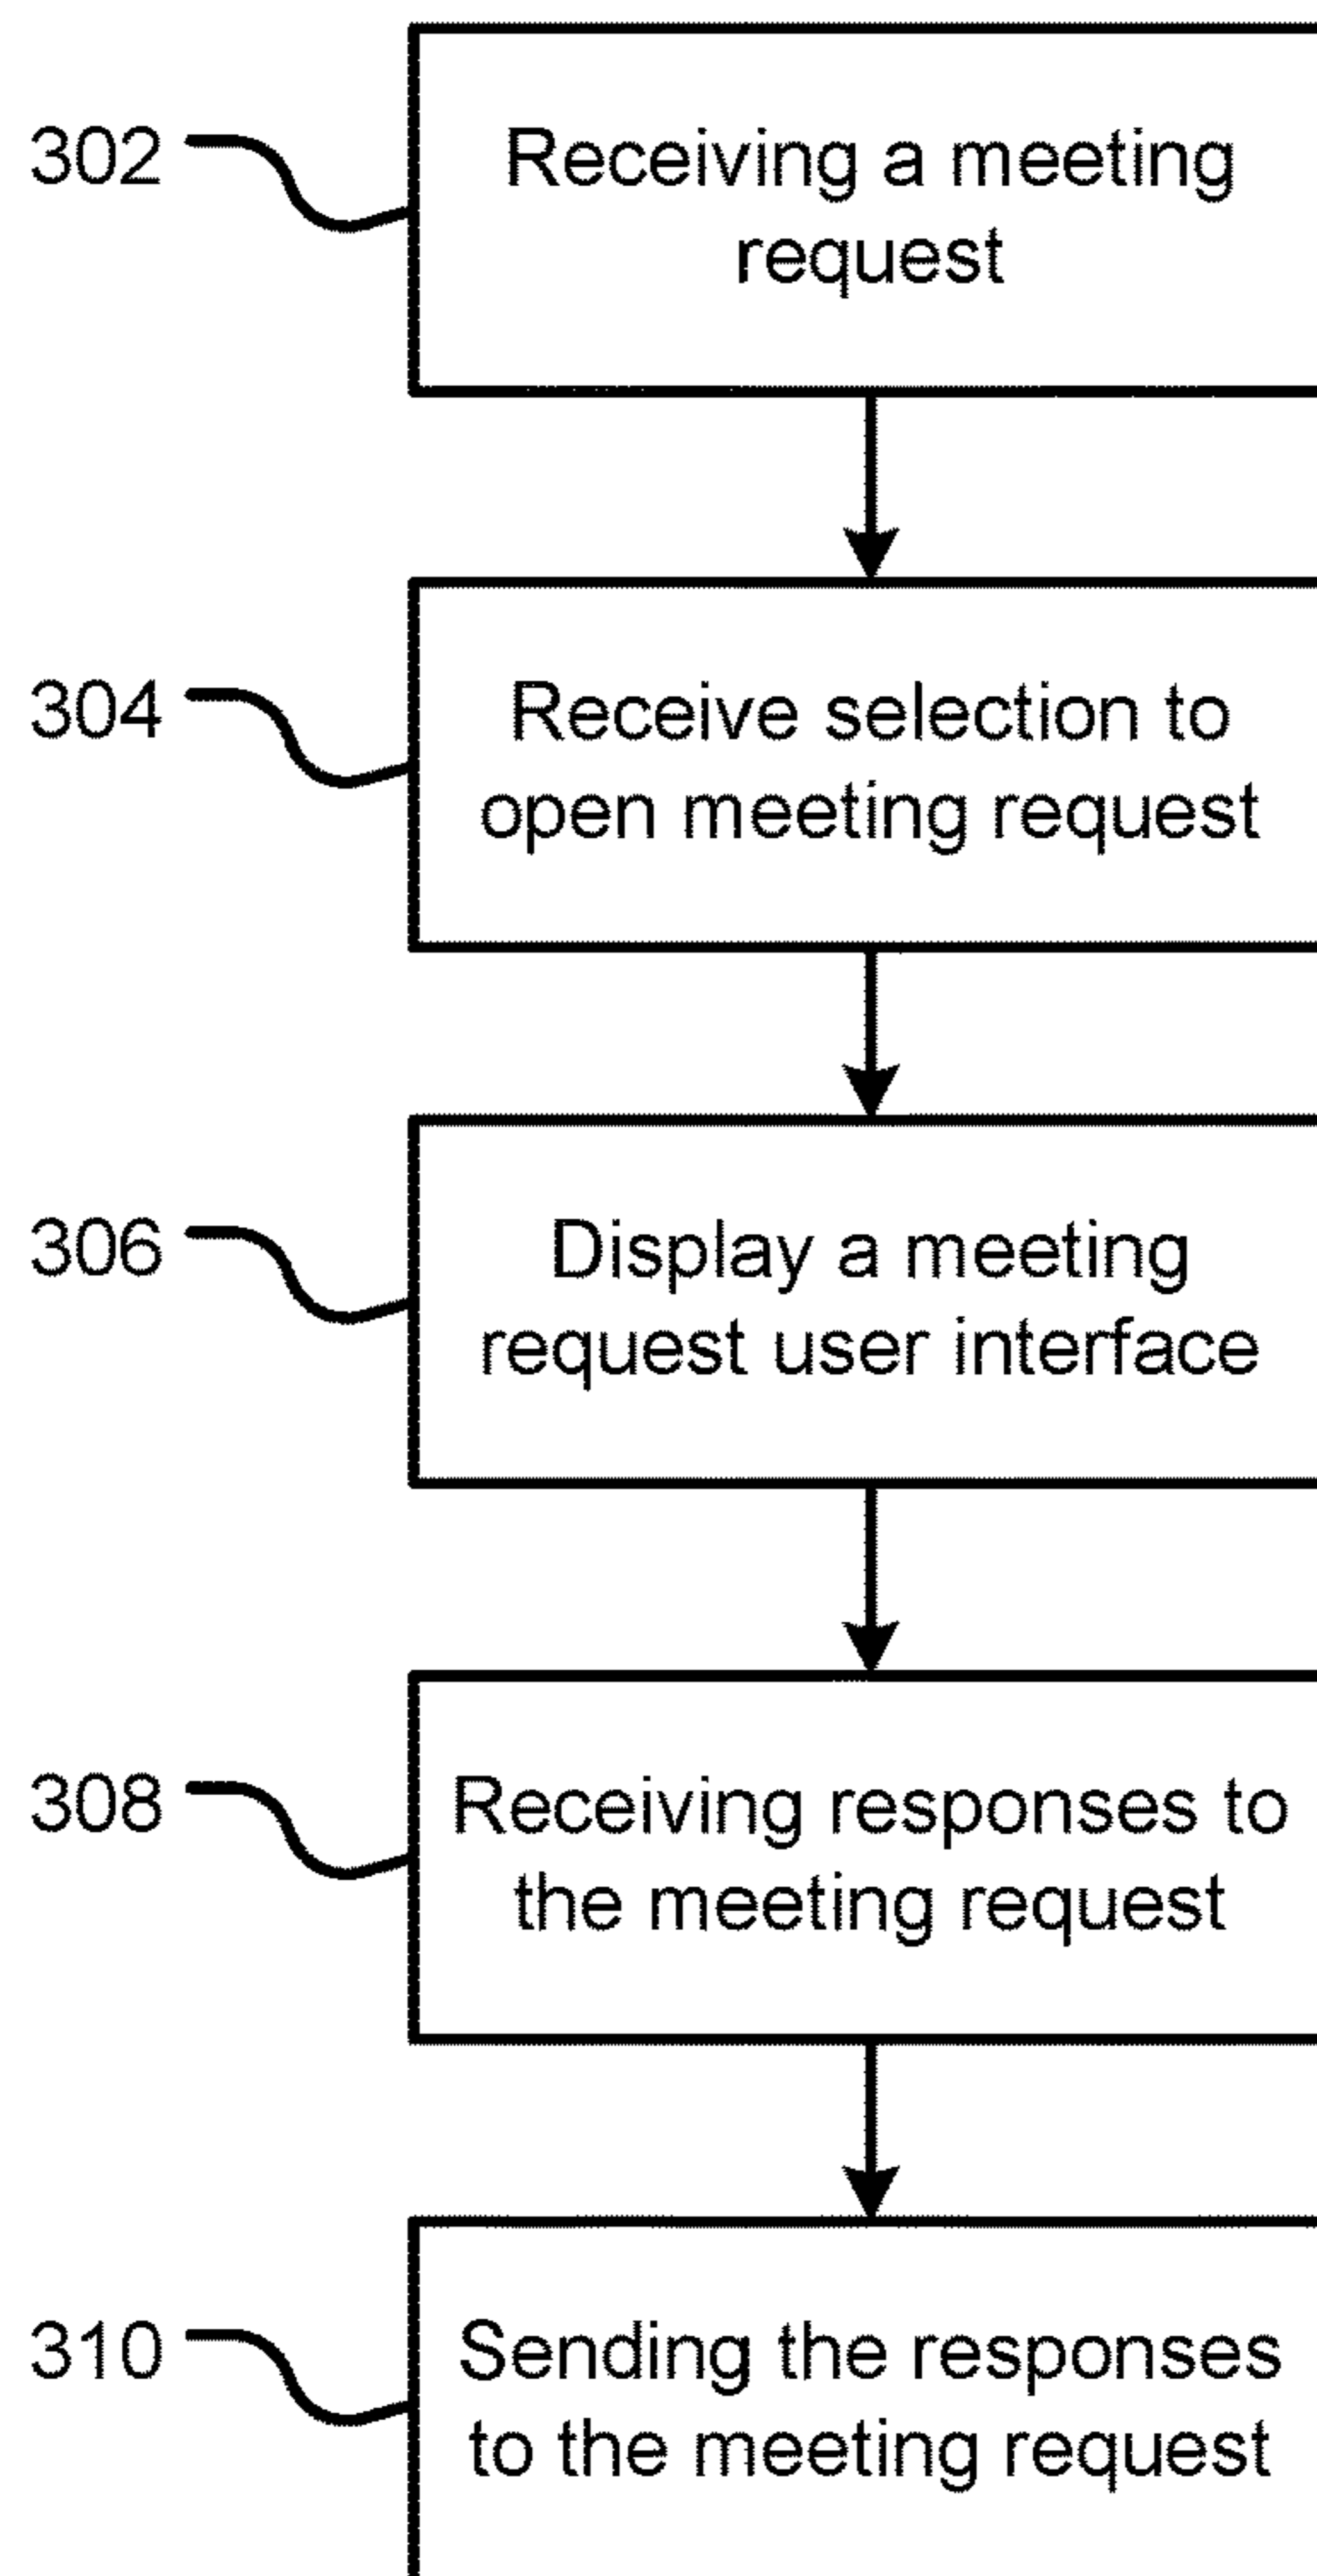 302
Receiving a meeting
request
304
Receive selection to
open meeting request
306
Display a meeting
request user interface
308
Receiving responses to
the meeting request
310
Sending the responses
to the meeting request